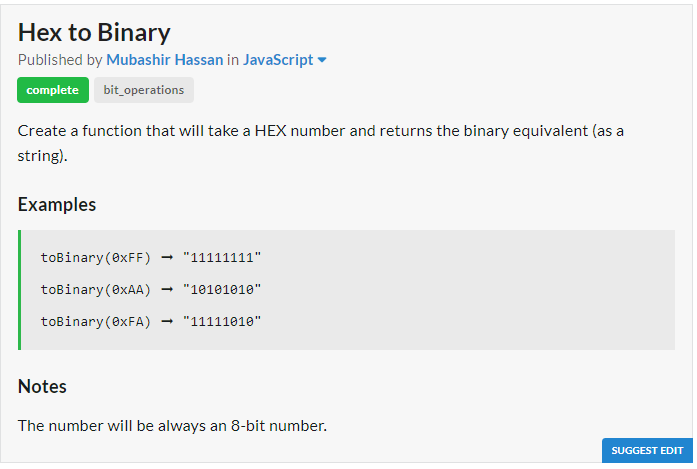 Hex to Binary
Published by Mubashir Hassan in JavaScript
complete bit_operations
Create a function that will take a HEX number and returns the binary equivalent (as a
string).
Examples
toBinary(0xFF) ➞ "11111111"
toBinary(0xAA) ➞ "10101010"
toBinary(0xFA) ➞ "11111010"
Notes
The number will be always an 8-bit number.
SUGGEST EDIT